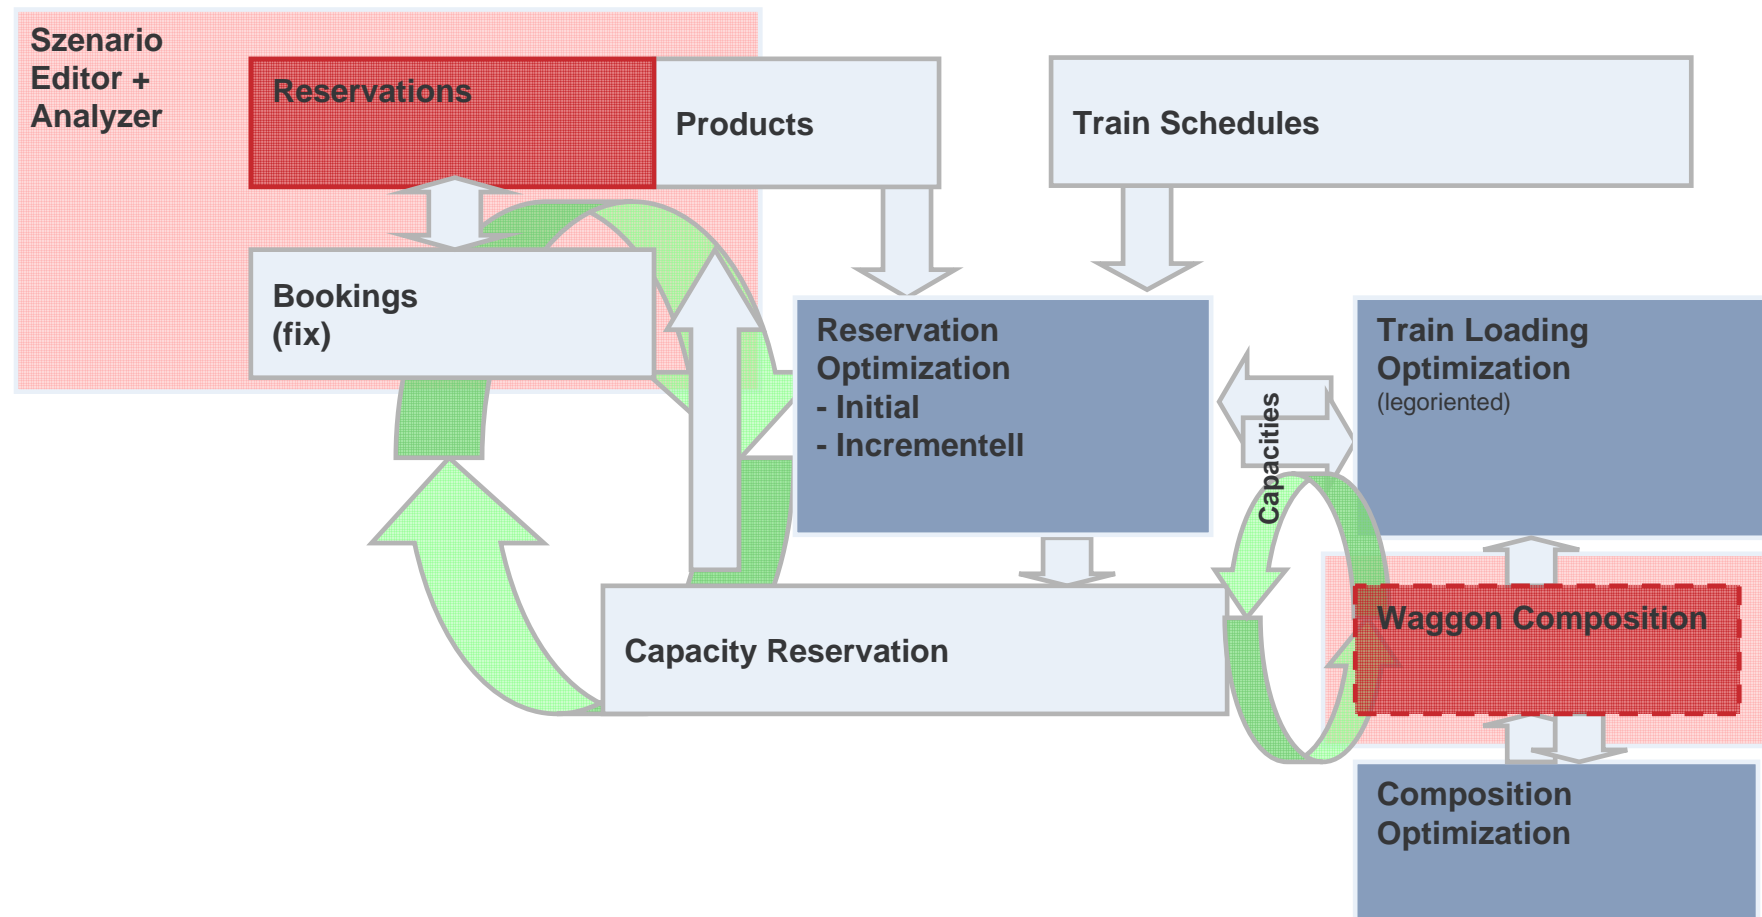 Szenario
Editor +
Analyzer
Reservations
Products
Train Schedules
Bookings
(fix)
Reservation
Optimization
- Initial
- Incrementell
Capacities
Train Loading
Optimization
(legoriented)
Capacity Reservation
Waggon Composition
Composition
Optimization